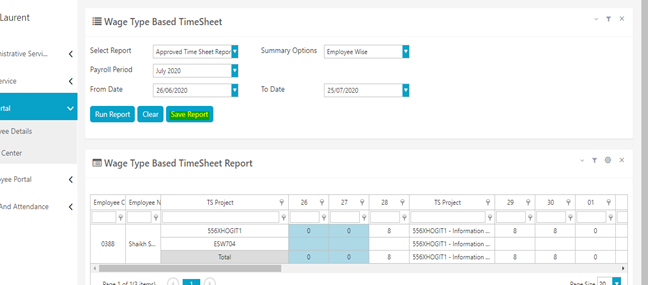 Laurent
Wage Type Based TimeSheet
nistrative Servi...
ervice
rtal
ee Details
Center
yee Portal
And Attendance
Select Report Approved Time Sheet Repor Summary Options Employee Wise
Payroll Period July 2020
From Date 26/06/2020 To Date 25/07/2020
Run Report Clear Save Report
Wage Type Based TimeSheet Report
Employee C Employee N TS Project 26 27 28 TS Project 29 30 01
556XHOGIT1 0 0 8 556XHOGIT1 - Information ... 8 8 0
0388 Shaikh S... ESW704 556XHOGIT1 - Information ...
Total 0 0 8 556XHOGIT1 - Information ... 8 8 0
Page 1 of 1(3 items) 1 Page Size 20